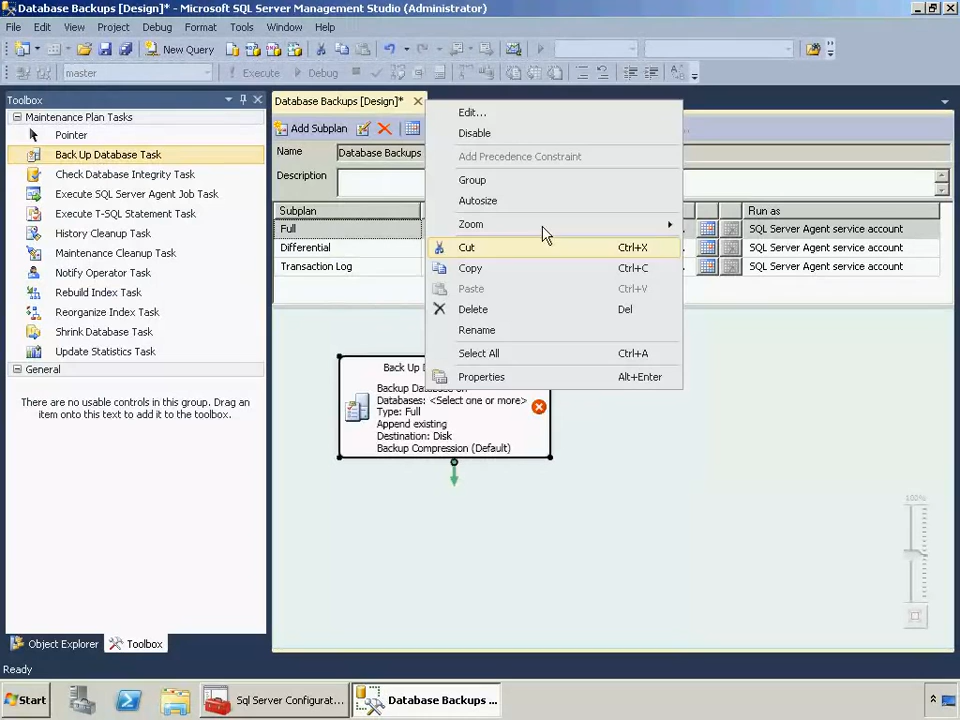 Database Backups [Design]* - Microsoft SQL Server Management Studio (Administrator)
File Edit View Project Debug Tools Format Window Help
New Query
master Execute Debug
Toolbox
Maintenance Plan Tasks
Pointer
Back Up Database Task
Check Database Integrity Task
Execute SQL Server Agent Job Task
Execute T-SQL Statement Task
History Cleanup Task
Maintenance Cleanup Task
Notify Operator Task
Rebuild Index Task
Reorganize Index Task
Shrink Database Task
Update Statistics Task
General
There are no usable controls in this group. Drag an
item onto this text to add it to the toolbox.
Object Explorer Toolbox
Database Backups [Design]*
Add Subplan
Name Database Backups
Description
Subplan Run as
Full SQL Server Agent service account
Differential SQL Server Agent service account
Transaction Log SQL Server Agent service account
Edit...
Disable
Add Precedence Constraint
Group
Autosize
Zoom
Cut Ctrl+X
Copy Ctrl+C
Paste Ctrl+V
Delete Del
Rename
Select All Ctrl+A
Properties Alt+Enter
Back Up
Backup Database on
Databases: <Select one or more>
Type: Full
Append existing
Destination: Disk
Backup Compression (Default)
100%
Ready
Start Sql Server Configurat... Database Backups ...